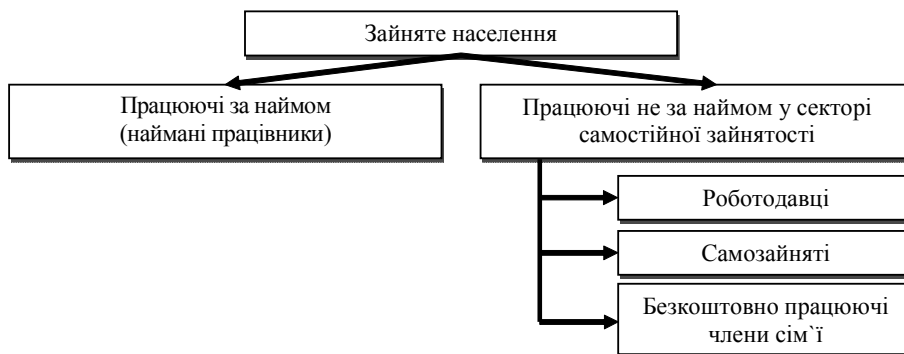 Зайняте населення
Працюючі за наймом
(наймані працівники)
Працюючі не за наймом у секторі
самостійної зайнятості
Роботодавці
Самозайняті
Безкоштовно працюючі
члени сім`ї